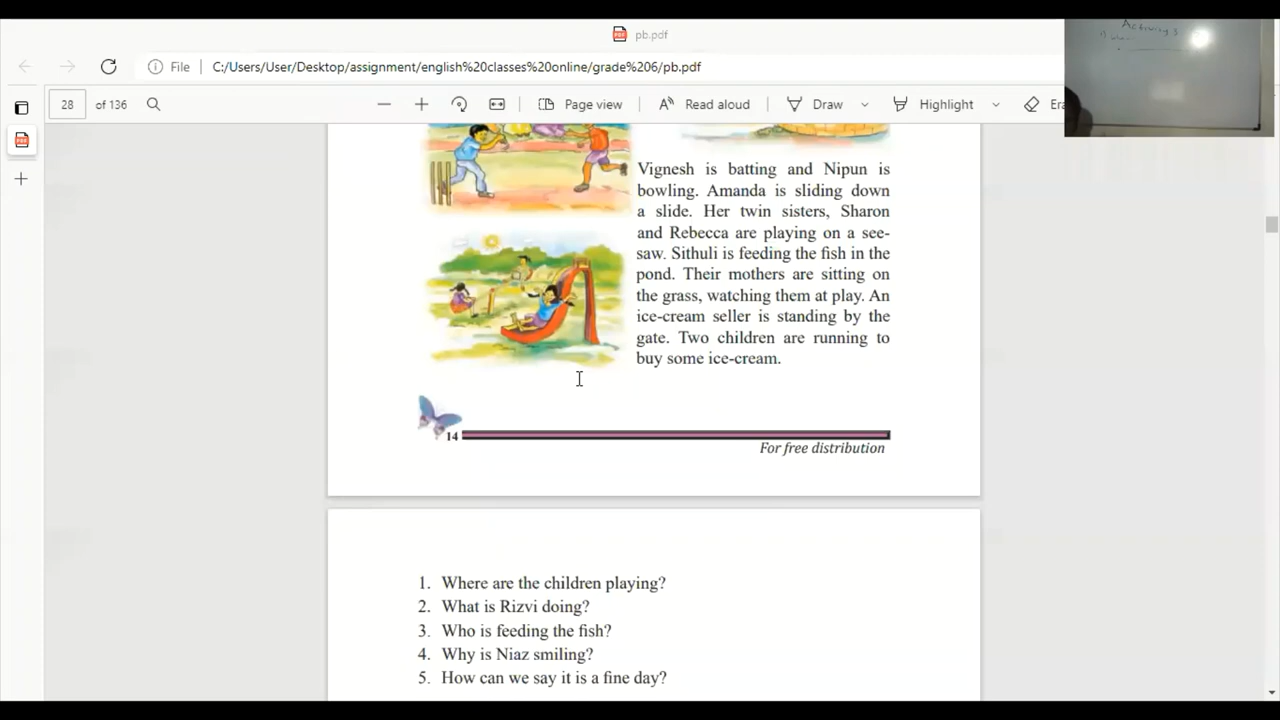 pb.pdf
File
C:/Users/User/Desktop/assignment/english%20classes%20online/grade%206/pb.pdf
28 of 136
Page view
Read aloud
Draw
Highlight
Activity 5
Vignesh is batting and Nipun is
bowling. Amanda is sliding down
a slide. Her twin sisters, Sharon
and Rebecca are playing on a see-
saw. Sithuli is feeding the fish in the
pond. Their mothers are sitting on
the grass, watching them at play. An
ice-cream seller is standing by the
gate. Two children are running to
buy some ice-cream.
14
For free distribution
1. Where are the children playing?
2. What is Rizvi doing?
3. Who is feeding the fish?
4. Why is Niaz smiling?
5. How can we say it is a fine day?